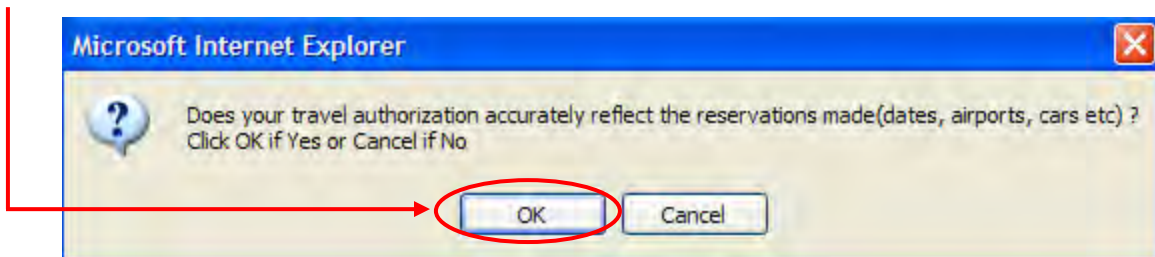 Microsoft Internet Explorer
Does your travel authorization accurately reflect the reservations made(dates, airports, cars etc) ?
Click OK if Yes or Cancel if No
OK Cancel